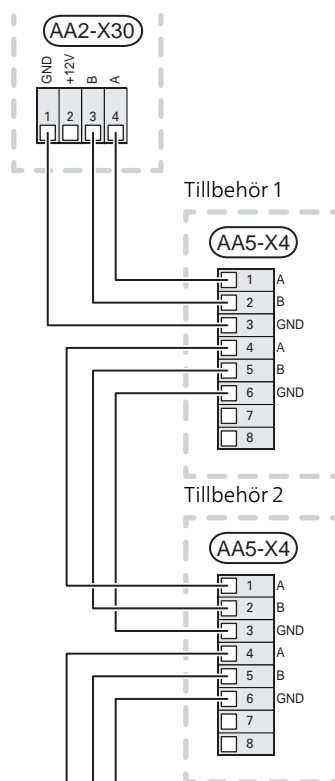 AA2-X30
GND +12V B A
1 2 3 4
Tillbehör 1
AA5-X4
1 A
2 B
3 GND
4 A
5 B
6 GND
7
8
Tillbehör 2
AA5-X4
1 A
2 B
3 GND
4 A
5 B
6 GND
7
8